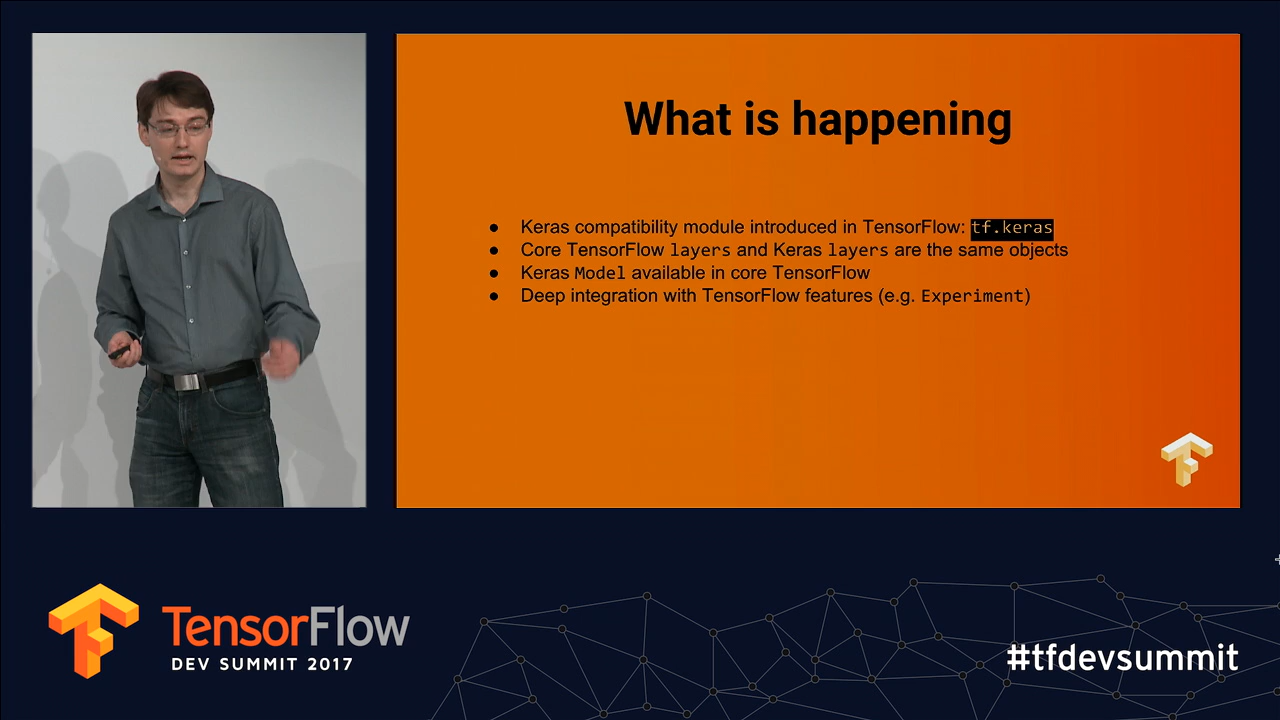 What is happening
● Keras compatibility module introduced in TensorFlow: tf.keras
● Core TensorFlow layers and Keras layers are the same objects
● Keras Model available in core TensorFlow
● Deep integration with TensorFlow features (e.g. Experiment)
TensorFlow
DEV SUMMIT 2017
#tfdevsummit